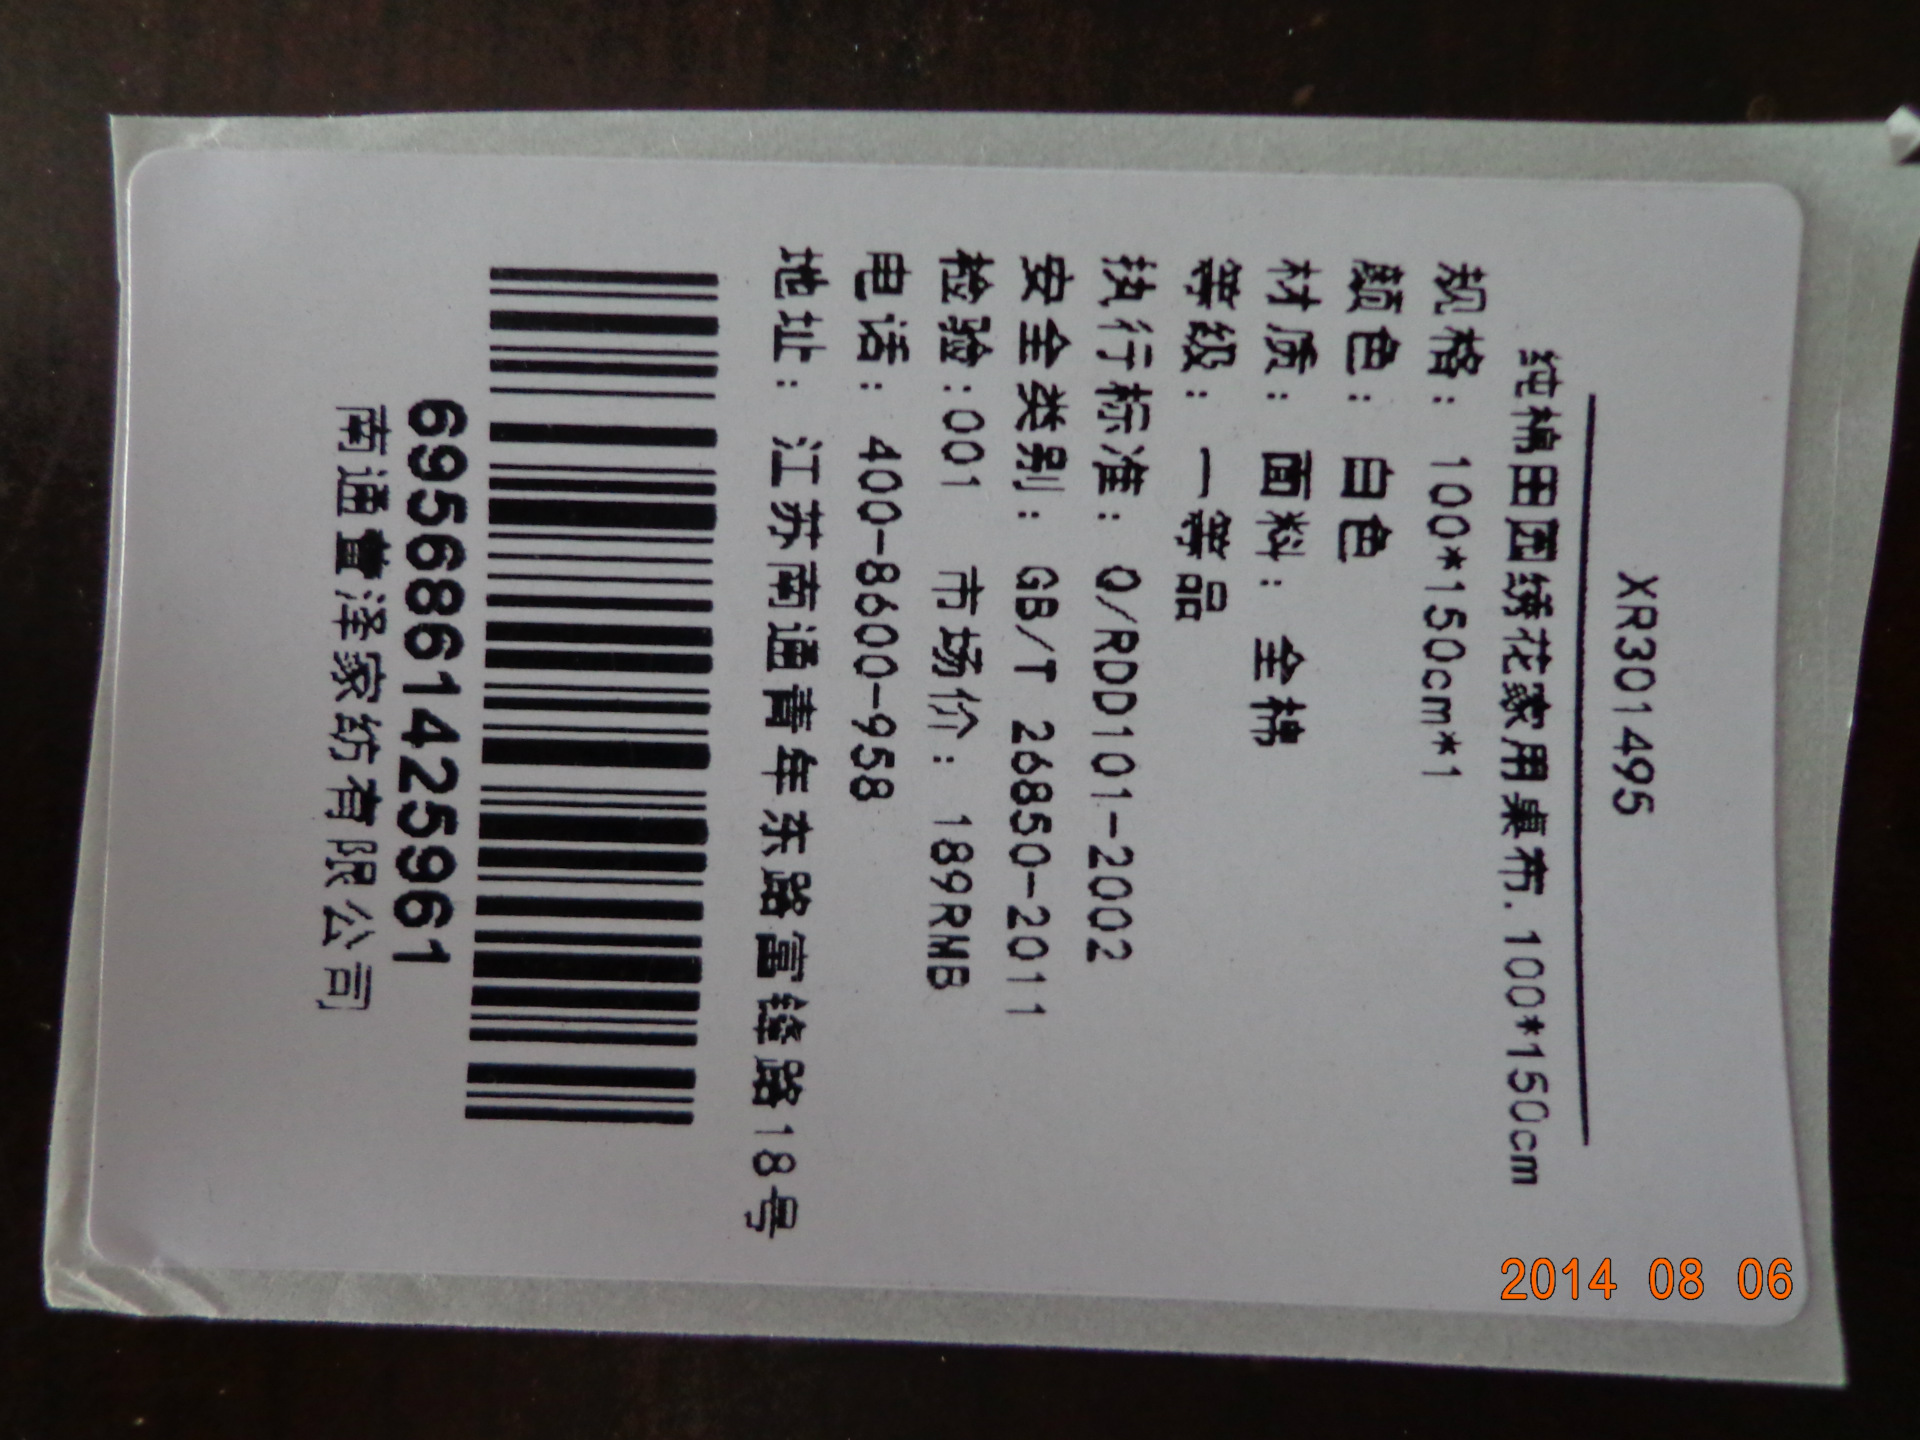 XR301495
纯棉田园绣花家用桌布.100*150cm
规格: 100*150cm*1
颜色: 白色
材质: 面料: 全棉
等级: 一等品
执行标准: Q/RDD101-2002
安全类别: GB/T 26850-2011
检验:001 市场价: 189RMB
电话: 400-8600-958
地址: 江苏南通青年东路富锋路18号
6956861425961
南通 泽家纺有限公司
2014 08 06